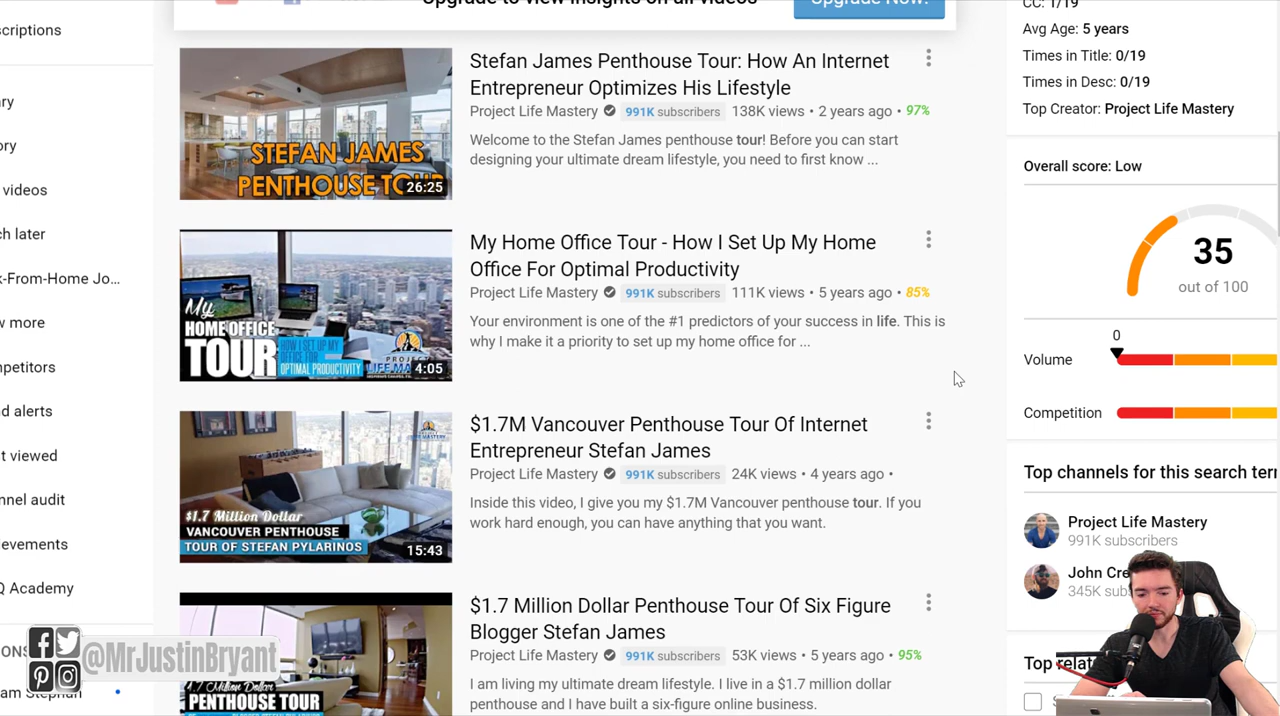 Upgrade to view insights on all videos
Upgrade Now!
scriptions
videos
Stefan James Penthouse Tour: How An Internet
Entrepreneur Optimizes His Lifestyle
Project Life Mastery 991K subscribers 138K views • 2 years ago • 97%
Welcome to the Stefan James penthouse tour! Before you can start
designing your ultimate dream lifestyle, you need to first know ...
STEFAN JAMES
PENTHOUSE TOUR
26:25
My Home Office Tour - How I Set Up My Home
Office For Optimal Productivity
Project Life Mastery 991K subscribers 111K views • 5 years ago • 85%
Your environment is one of the #1 predictors of your success in life. This is
why I make it a priority to set up my home office for ...
My
HOME OFFICE
TOUR
HOW I SET UP MY
OFFICE FOR
OPTIMAL PRODUCTIVITY
4:05
$1.7M Vancouver Penthouse Tour Of Internet
Entrepreneur Stefan James
Project Life Mastery 991K subscribers 24K views • 4 years ago •
Inside this video, I give you my $1.7M Vancouver penthouse tour. If you
work hard enough, you can have anything that you want.
$1.7 Million Dollar
VANCOUVER PENTHOUSE
TOUR OF STEFAN PYLARINOS
15:43
$1.7 Million Dollar Penthouse Tour Of Six Figure
Blogger Stefan James
Project Life Mastery 991K subscribers 53K views • 5 years ago • 95%
I am living my ultimate dream lifestyle. I live in a $1.7 million dollar
penthouse and I have built a six-figure online business.
1.7 Million Dollar
PENTHOUSE TOUR
ry
ory
h later
k-From-Home Jo...
w more
mpetitors
d alerts
t viewed
nnel audit
evements
Q Academy
@MrJustinBryant
CC: 1/19
Avg Age: 5 years
Times in Title: 0/19
Times in Desc: 0/19
Top Creator: Project Life Mastery
Overall score: Low
35
out of 100
0
Volume
Competition
Top channels for this search ter
Project Life Mastery
991K subscribers
John Cre
345K sub
Top relat